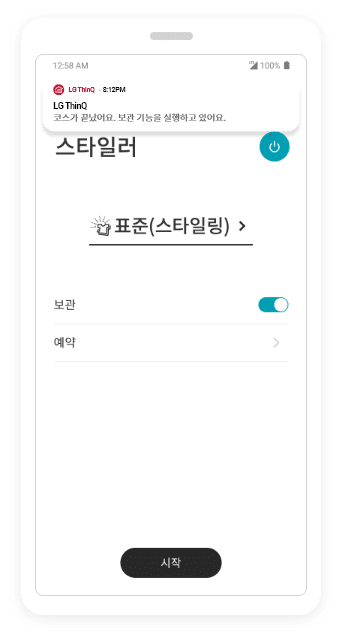 12:58 AM 100%
LG ThinQ · 8:12PM
LG ThinQ
코스가 끝났어요. 보관 기능을 실행하고 있어요.
스타일러
표준(스타일링)
보관
예약
시작